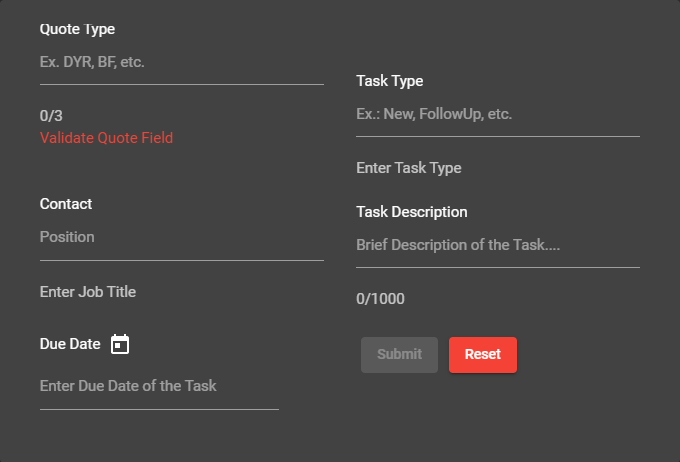 Quote Type
Ex. DYR, BF, etc.
0/3
Validate Quote Field
Contact
Position
Enter Job Title
Due Date
Enter Due Date of the Task
Task Type
Ex.: New, FollowUp, etc.
Enter Task Type
Task Description
Brief Description of the Task....
0/1000
Submit
Reset